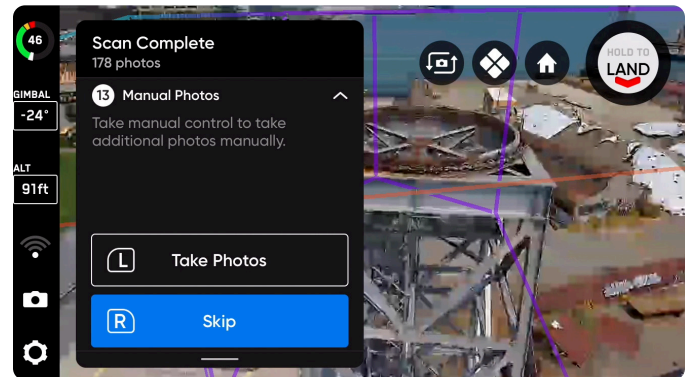 46
GIMBAL
-24°
ALT
91ft
Scan Complete
178 photos
13 Manual Photos
Take manual control to take
additional photos manually.
L Take Photos
R Skip
HOLD TO
LAND